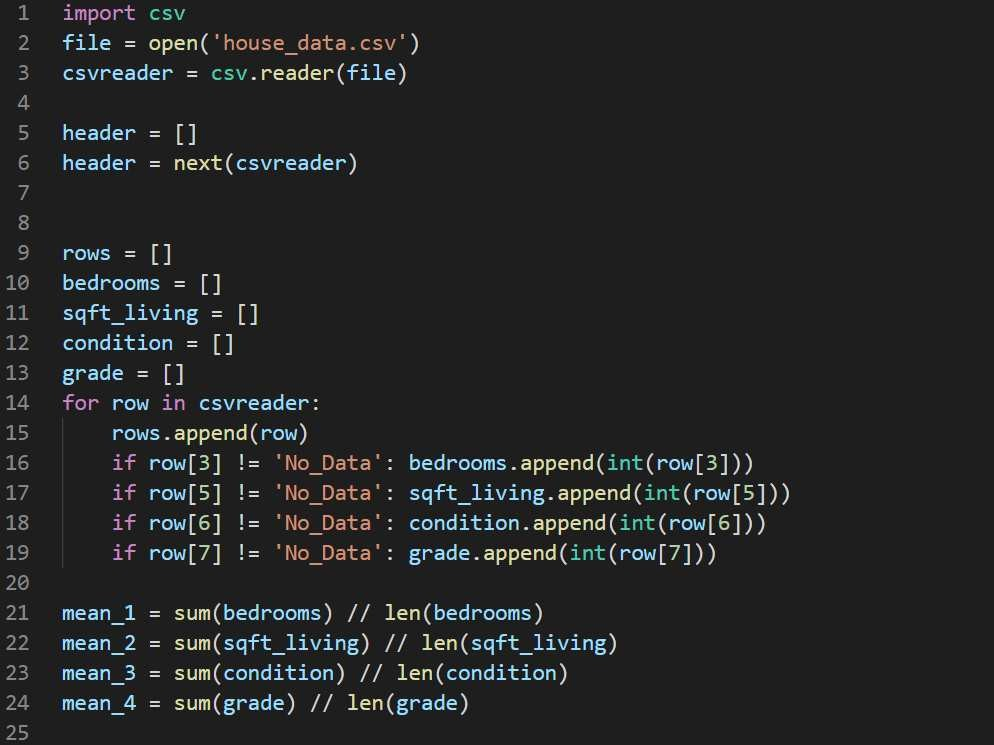 1 import csv
2 file = open('house_data.csv')
3 csvreader = csv.reader(file)
4
5 header = []
6 header = next(csvreader)
7
8
9 rows = []
10 bedrooms = []
11 sqft_living = []
12 condition = []
13 grade = []
14 for row in csvreader:
15     rows.append(row)
16     if row[3] != 'No_Data': bedrooms.append(int(row[3]))
17     if row[5] != 'No_Data': sqft_living.append(int(row[5]))
18     if row[6] != 'No_Data': condition.append(int(row[6]))
19     if row[7] != 'No_Data': grade.append(int(row[7]))
20
21 mean_1 = sum(bedrooms) // len(bedrooms)
22 mean_2 = sum(sqft_living) // len(sqft_living)
23 mean_3 = sum(condition) // len(condition)
24 mean_4 = sum(grade) // len(grade)
25